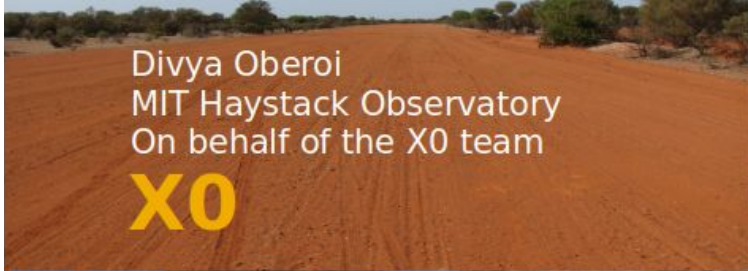 Divya Oberoi
MIT Haystack Observatory
On behalf of the X0 team
X0